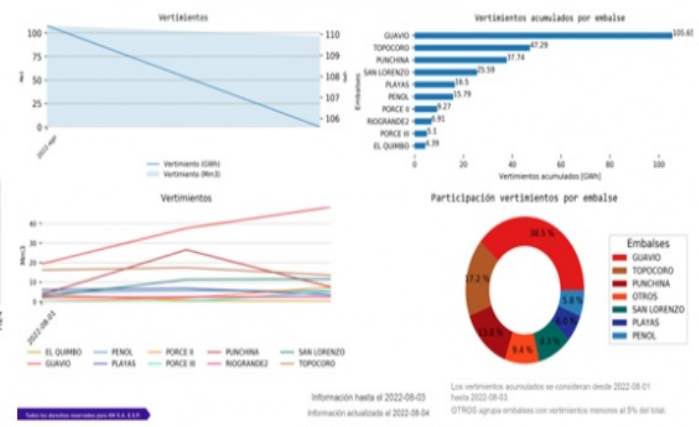 Vertimientos
100
75
50
25
0
110
109
108
107
106
2022-ago
Vertimiento (GWh)
Vertimiento (Mm3)
Vertimientos acumulados por embalse
Embalses
GUAVIO 105.65
TOPOCORO 47.29
PUNCHINA 37.74
SAN LORENZO 25.59
PLAYAS 16.5
PENOL 15.79
PORCE II 9.27
RIOGRANDE2 6.91
PORCE III 5.1
EL QUIMBO 4.39
0 20 40 60 80 100
Vertimientos acumulados [GWh]
Vertimientos
Mm3
40
30
20
10
0
2022-08-01
EL QUIMBO PENOL PORCE II PUNCHINA SAN LORENZO
GUAVIO PLAYAS PORCE III RIOGRANDE2 TOPOCORO
Participación vertimientos por embalse
38.5 %
17.2 %
13.8 %
9.4 %
9.3 %
6.0 %
5.8 %
Embalses
GUAVIO
TOPOCORO
PUNCHINA
OTROS
SAN LORENZO
PLAYAS
PENOL
Información hasta el 2022-08-03
Información actualizada el 2022-08-04
Los vertimientos acumulados se consideran desde 2022-08-01
hasta 2022-08-03.
OTROS agrupa embalses con vertimientos menores al 5% del total.
Todos los derechos reservados para XM S.A. E.S.P.